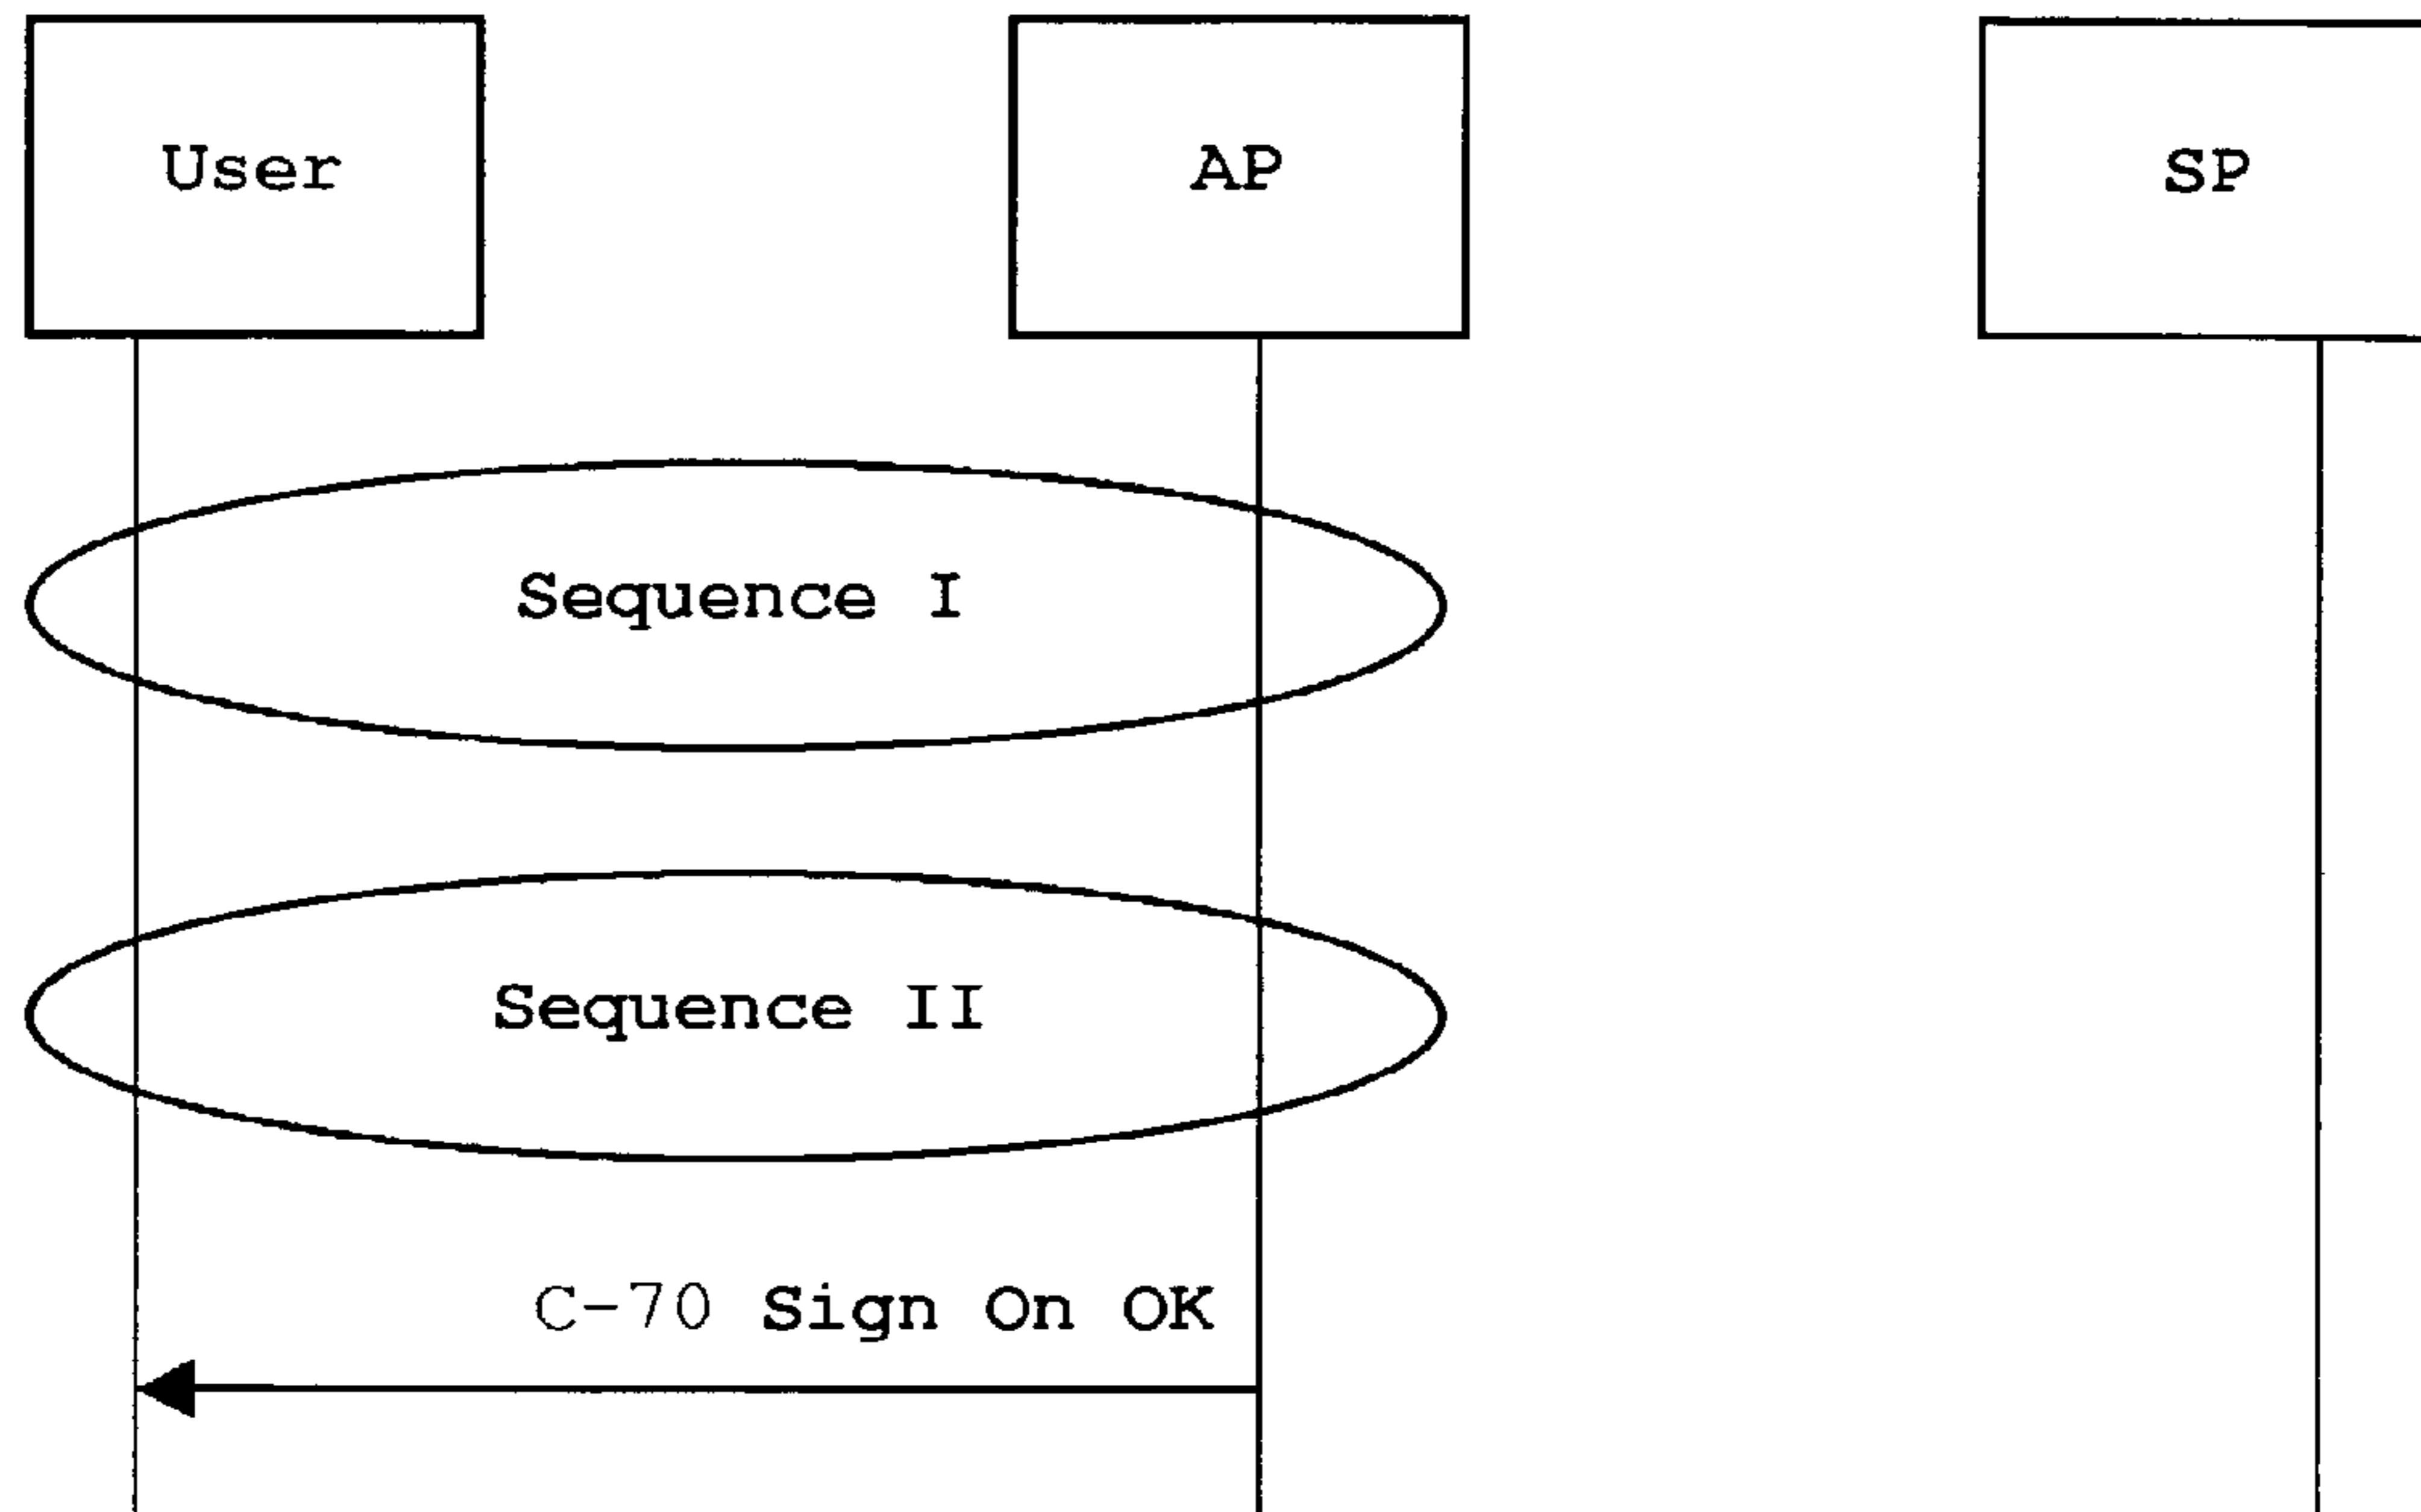 User
AP
SP
Sequence I
Sequence II
C-70 Sign On OK